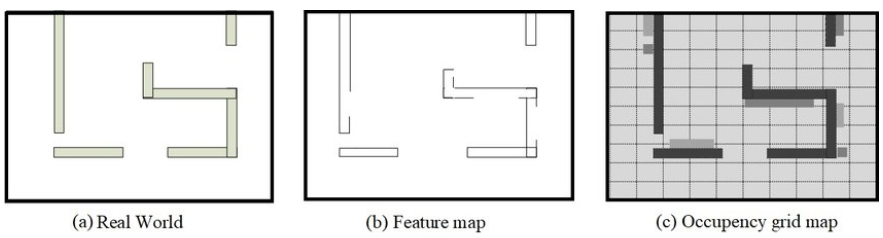 (a) Real World
(b) Feature map
(c) Occupancy grid map